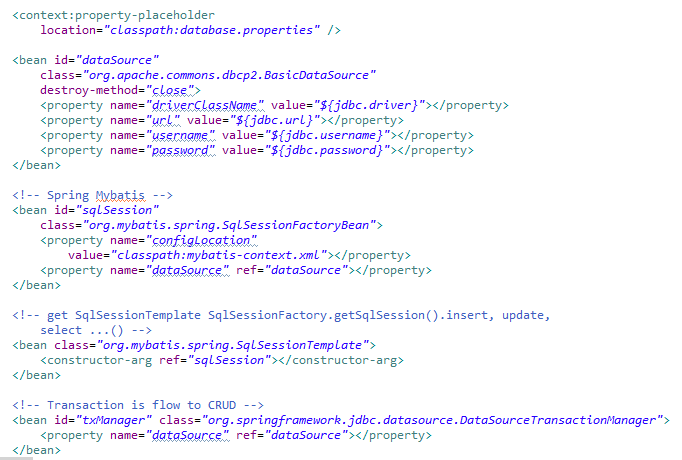 <context:property-placeholder
location="classpath:database.properties" />
<bean id="dataSource"
class="org.apache.commons.dbcp2.BasicDataSource"
destroy-method="close">
<property name="driverClassName" value="${jdbc.driver}"></property>
<property name="url" value="${jdbc.url}"></property>
<property name="username" value="${jdbc.username}"></property>
<property name="password" value="${jdbc.password}"></property>
</bean>
<!-- Spring Mybatis -->
<bean id="sqlSession"
class="org.mybatis.spring.SqlSessionFactoryBean">
<property name="configLocation"
value="classpath:mybatis-context.xml"></property>
<property name="dataSource" ref="dataSource"></property>
</bean>
<!-- get SqlSessionTemplate SqlSessionFactory.getSqlSession().insert, update,
select ...() -->
<bean class="org.mybatis.spring.SqlSessionTemplate">
<constructor-arg ref="sqlSession"></constructor-arg>
</bean>
<!-- Transaction is flow to CRUD -->
<bean id="txManager" class="org.springframework.jdbc.datasource.DataSourceTransactionManager">
<property name="dataSource" ref="dataSource"></property>
</bean>